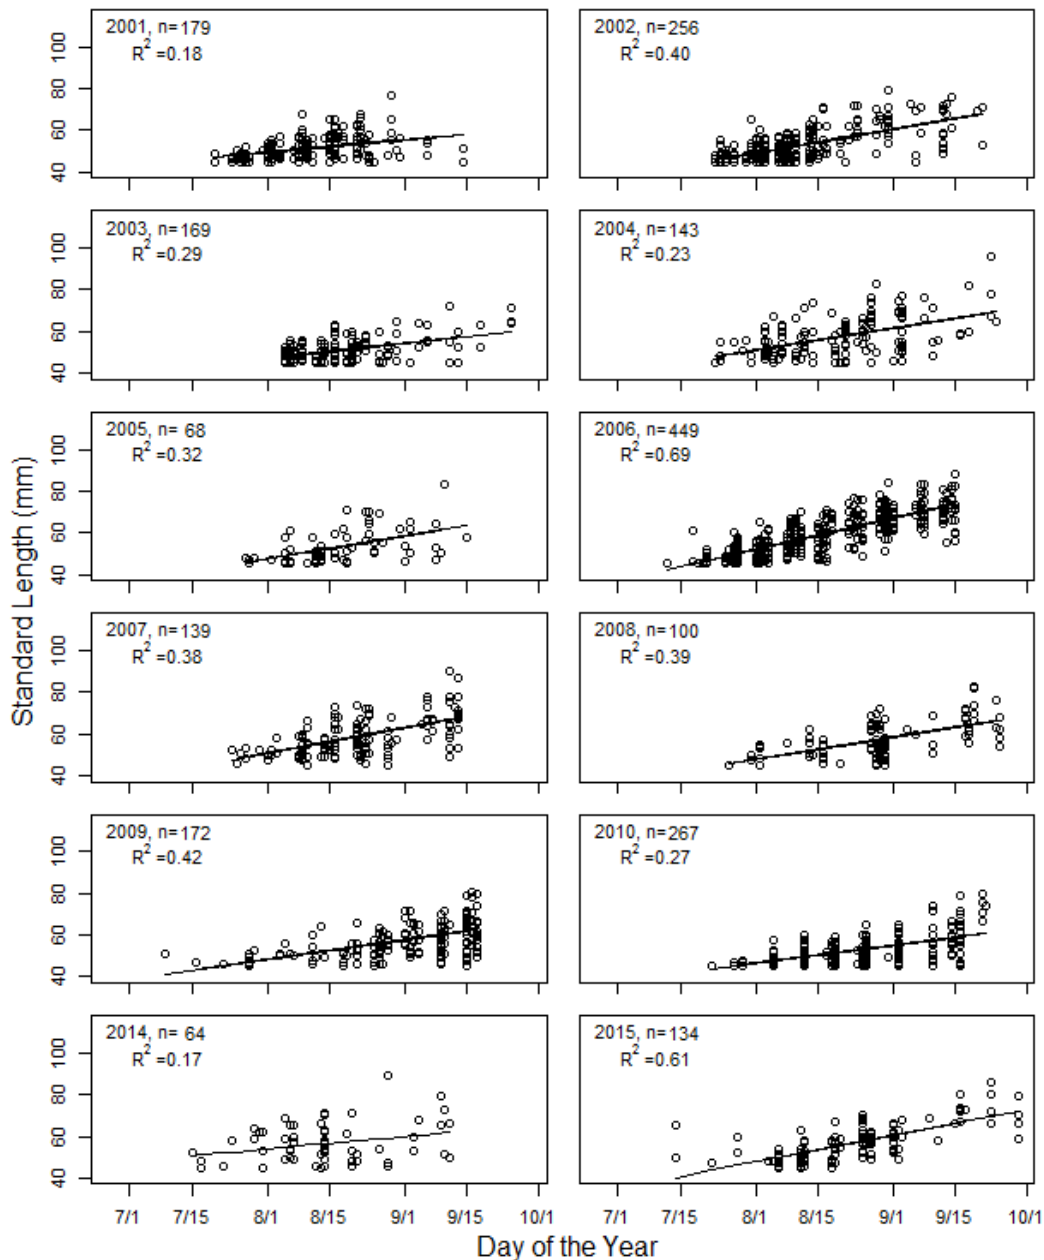 2001, n=179
R2 =0.18
2002, n=256
R2 =0.40
40 60 80 100
2003, n=169
R2 =0.29
2004, n=143
R2 =0.23
40 60 80 100
2005, n= 68
R2 =0.32
2006, n=449
R2 =0.69
40 60 80 100
Standard Length (mm)
2007, n=139
R2 =0.38
2008, n=100
R2 =0.39
40 60 80 100
2009, n=172
R2 =0.42
2010, n=267
R2 =0.27
40 60 80 100
2014, n= 64
R2 =0.17
2015, n=134
R2 =0.61
40 60 80 100
7/1 7/15 8/1 8/15 9/1 9/15 10/1 7/1 7/15 8/1 8/15 9/1 9/15 10/1
Day of the Year